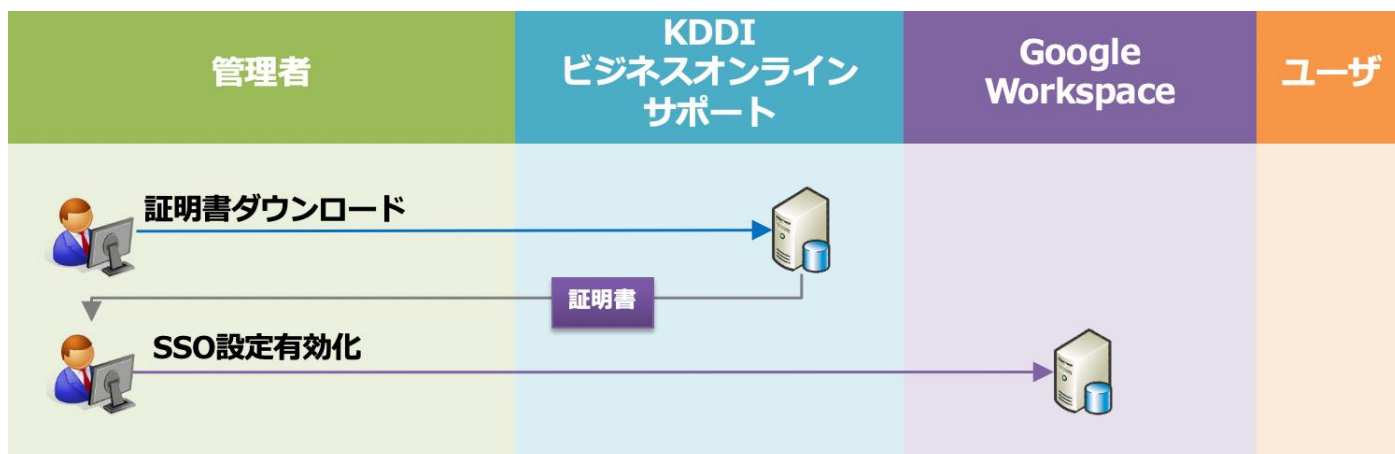 管理者
KDDI
ビジネスオンライン
サポート
Google
Workspace
ユーザ
証明書ダウンロード
証明書
SSO設定有効化